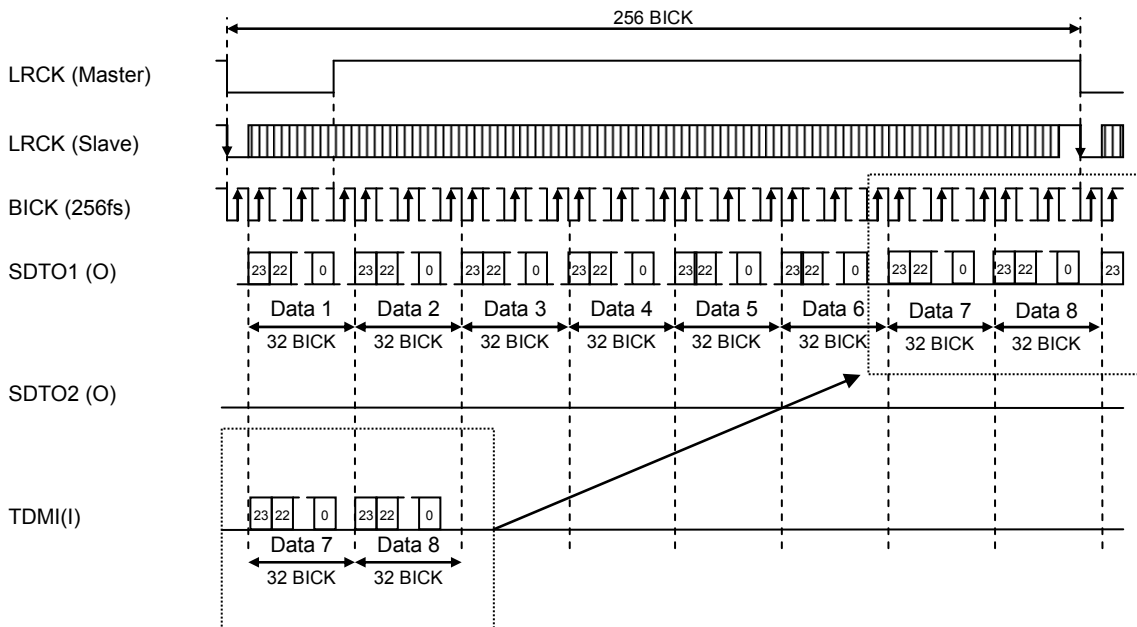 256 BICK
LRCK (Master)
LRCK (Slave)
BICK (256fs)
SDTO1 (O)
23 22 0 23 22 0 23 22 0 23 22 0 23 22 0 23 22 0 23 22 0 23 22 0 23
Data 1 Data 2 Data 3 Data 4 Data 5 Data 6 Data 7 Data 8
32 BICK 32 BICK 32 BICK 32 BICK 32 BICK 32 BICK 32 BICK 32 BICK
SDTO2 (O)
TDMI(I)
23 22 0 23 22 0
Data 7 Data 8
32 BICK 32 BICK